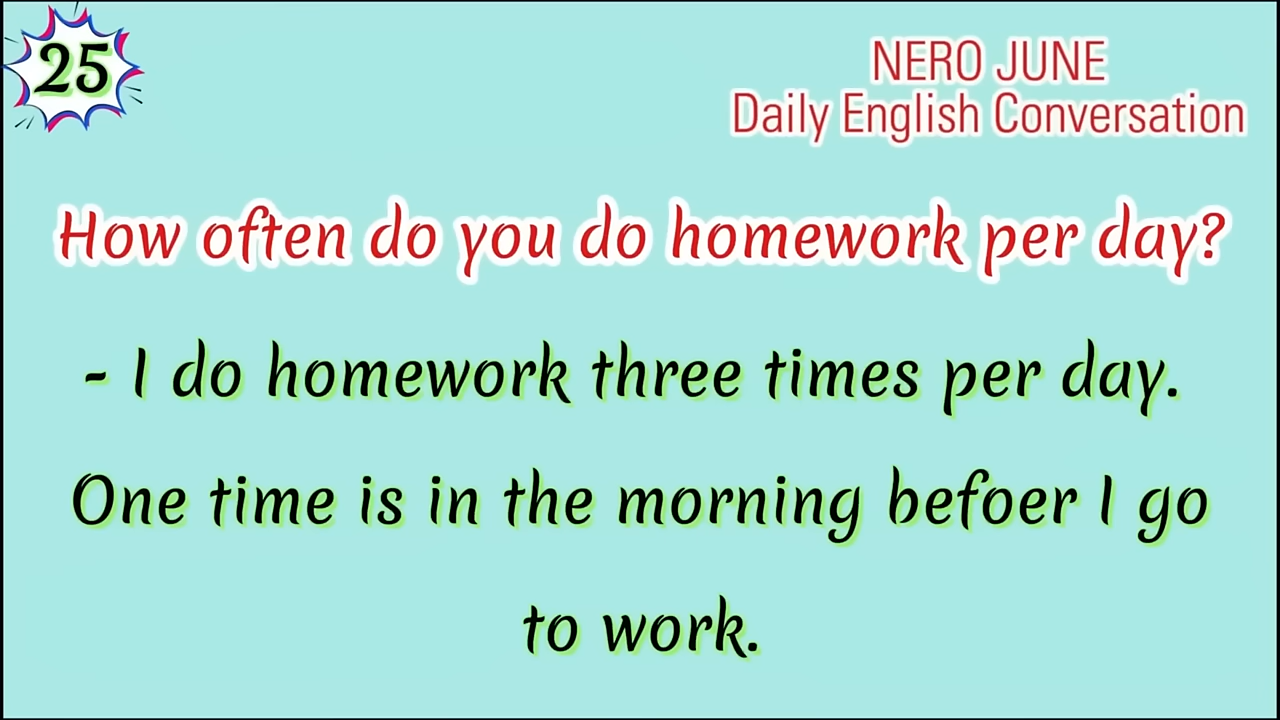 25
NERO JUNE
Daily English Conversation
How often do you do homework per day?
- I do homework three times per day.
One time is in the morning befoer I go
to work.